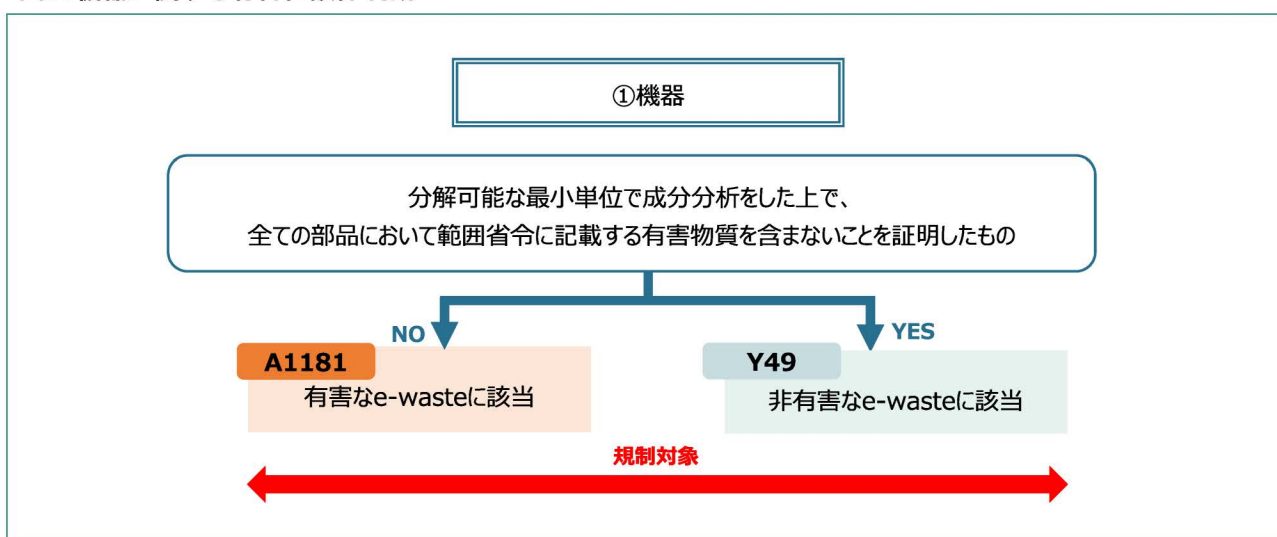 ①機器
分解可能な最小単位で成分分析をした上で、
全ての部品において範囲省令に記載する有害物質を含まないことを証明したもの
NO
YES
A1181
Y49
有害なe-wasteに該当
非有害なe-wasteに該当
規制対象